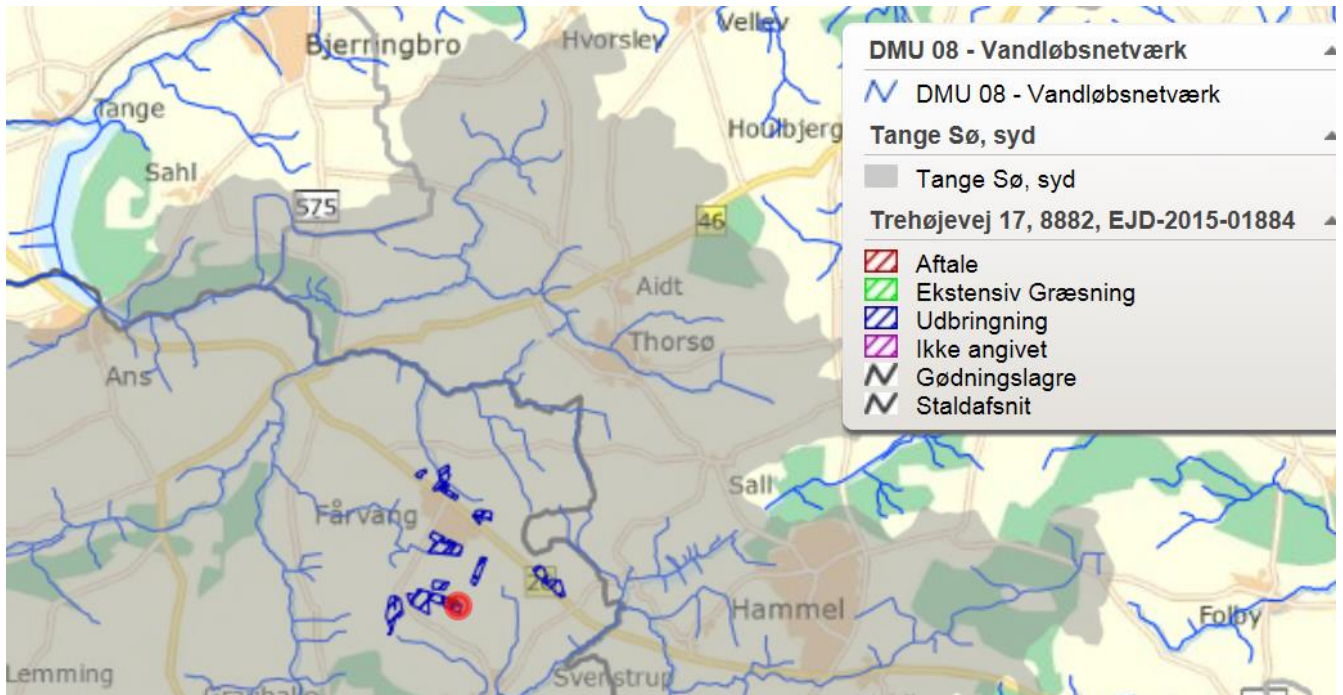 Velley
Bjerringbro
Hvorslev
Tange
Houlbjerg
Sahl
575
46
Aidt
Thorsø
Ans
Sall
Fårvang
Hammel
Folby
Lemming
Svenstrup
DMU 08 - Vandløbsnetværk
DMU 08 - Vandløbsnetværk
Tange Sø, syd
Tange Sø, syd
Trehøjevej 17, 8882, EJD-2015-01884
Aftale
Ekstensiv Græsning
Udbringning
Ikke angivet
Gødningslagre
Staldafsnit